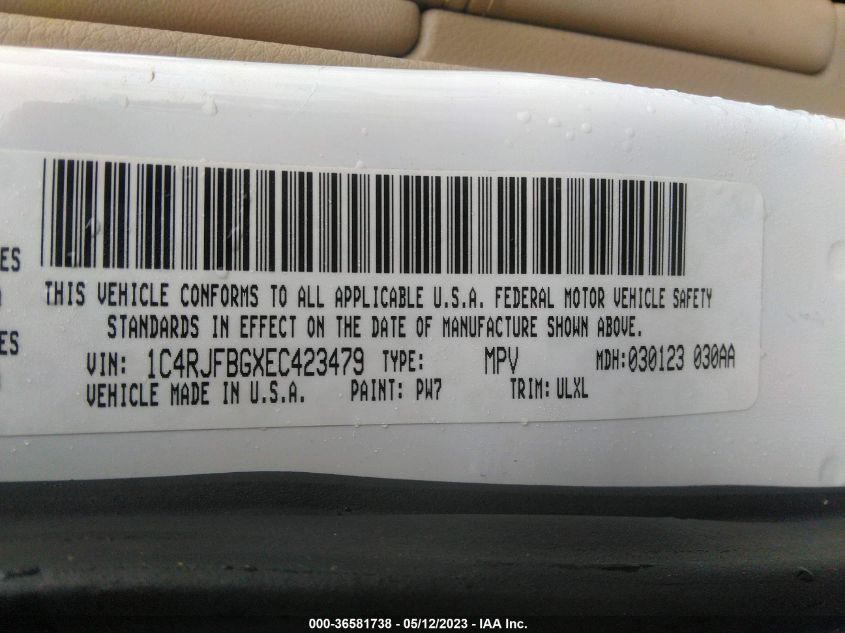 ES
THIS VEHICLE CONFORMS TO ALL APPLICABLE U.S.A. FEDERAL MOTOR VEHICLE SAFETY
STANDARDS IN EFFECT ON THE DATE OF MANUFACTURE SHOWN ABOVE.
ES
VIN: 1C4RJFBGXEC423479 TYPE: MPV MDH:030123 030AA
VEHICLE MADE IN U.S.A. PAINT: PW7 TRIM: ULXL
000-36581738 - 05/12/2023 - IAA Inc.